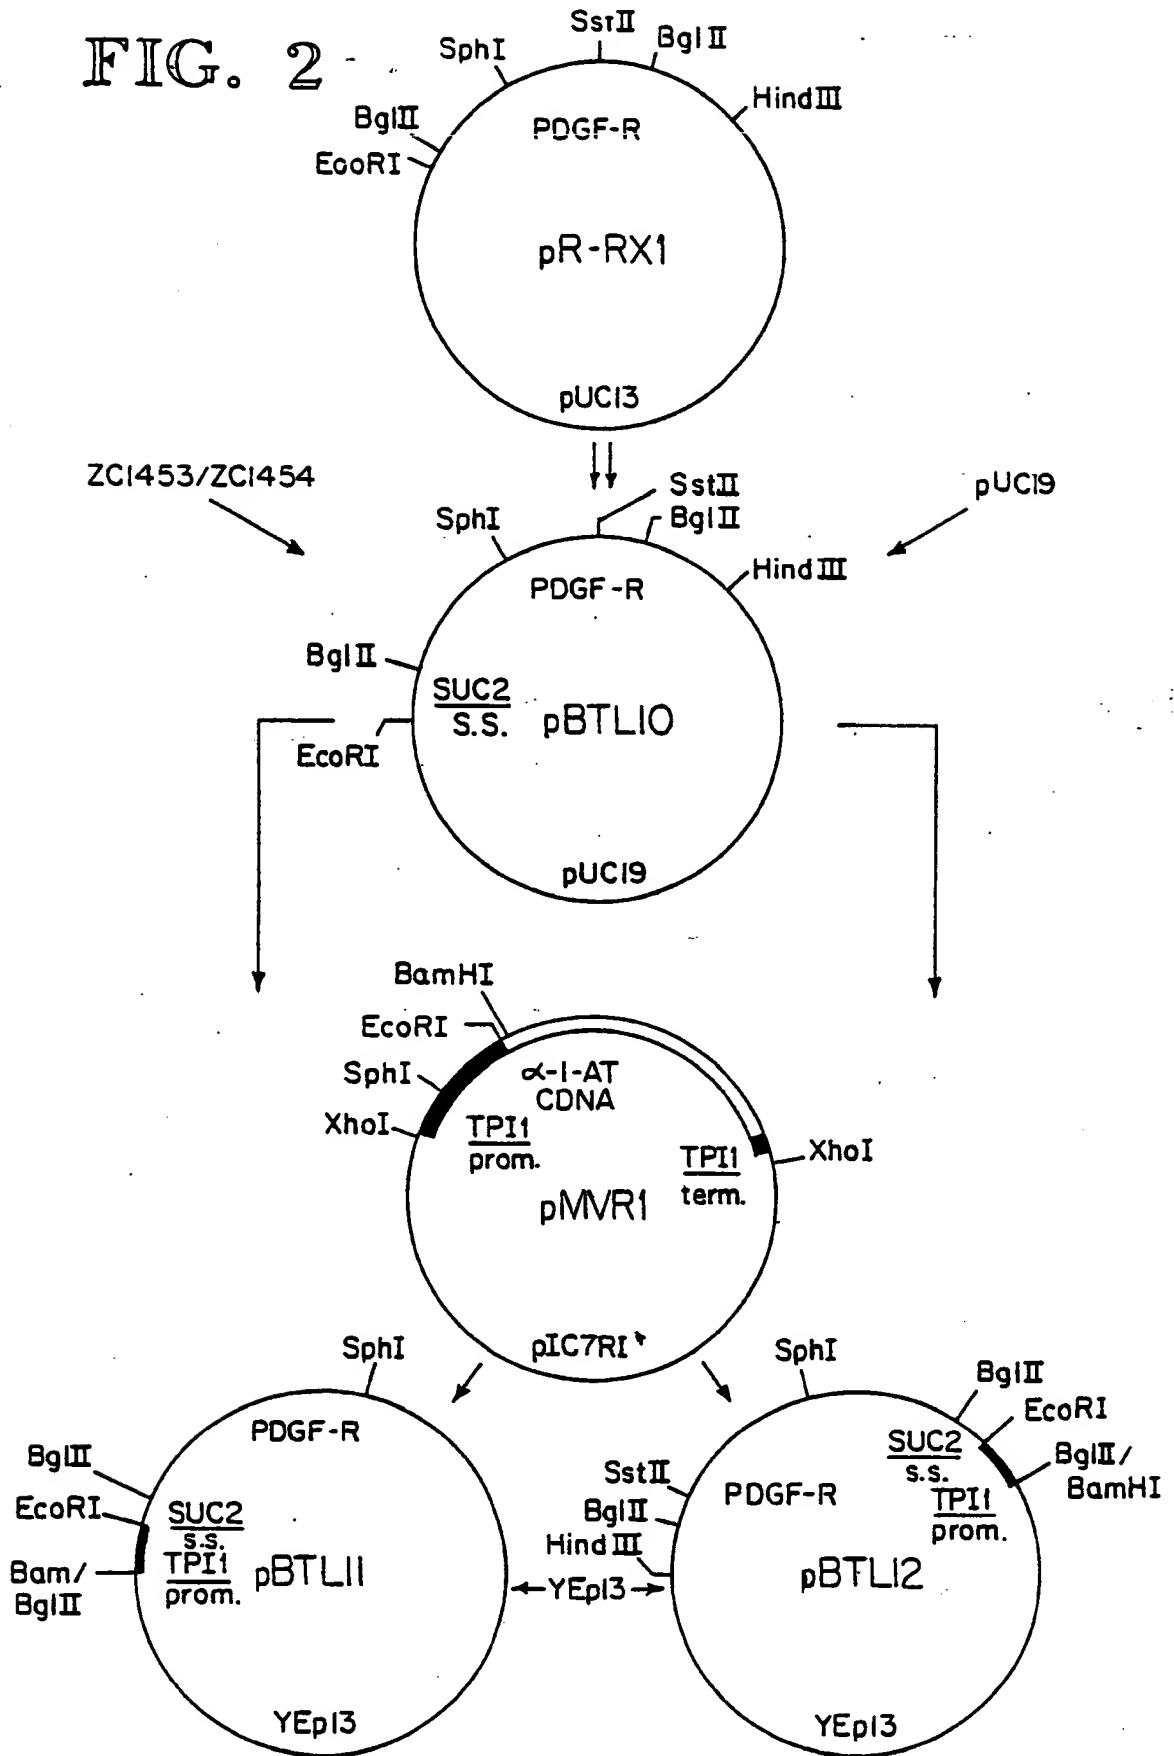 FIG. 2
SstII
SphI
BglII
HindIII
BglII
PDGF-R
EcoRI
pR-RX1
pUC13
ZC1453/ZC1454
SstII
pUC19
SphI
BglII
HindIII
PDGF-R
BglII
SUC2
S.S.
pBTL10
EcoRI
pUC19
BamHI
EcoRI
SphI
α-1-AT
CDNA
XhoI
TPI1
prom.
TPI1
term.
XhoI
pMVR1
pIC7RI*
SphI
PDGF-R
BglII
EcoRI
SUC2
s.s.
TPI1
prom.
Bam/
BglII
pBTL11
YEp13
YEp13
SphI
BglII
EcoRI
SUC2
s.s.
BglII/
BamHI
TPI1
prom.
SstII
PDGF-R
BglII
HindIII
pBTL12
YEp13